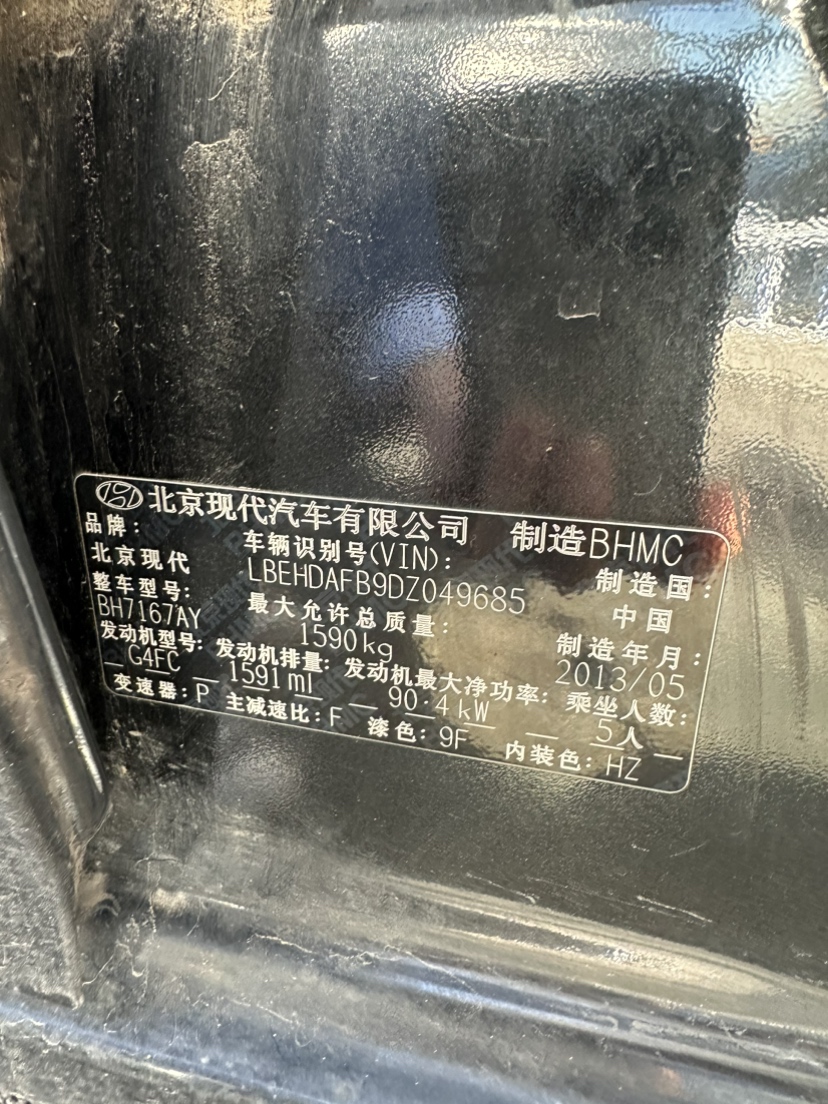 北京现代汽车有限公司 制造BHMC
品牌: 车辆识别号(VIN): 制造国:
北京现代 LBEHDAFB9DZ049685 中国
整车型号: 最大允许总质量: 制造年月:
BH7167AY 1590kg 2013/05
发动机型号: 发动机排量: 发动机最大净功率: 乘坐人数:
G4FC 1591ml 90.4kW 5人
变速器: P 主减速比: F 漆色: 9F 内装色: HZ